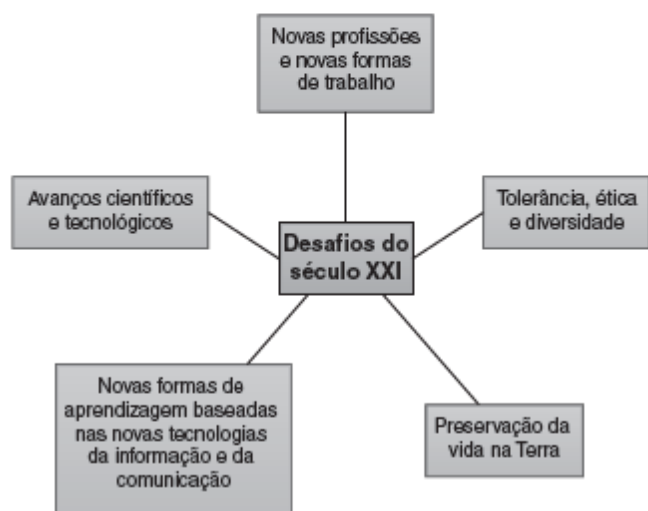 Novas profissões
e novas formas
de trabalho
Avanços científicos
e tecnológicos
Tolerância, ética
e diversidade
Desafios do
século XXI
Novas formas de
aprendizagem baseadas
nas novas tecnologias
da informação e da
comunicação
Preservação da
vida na Terra